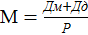 М = Дм+Дд
Р